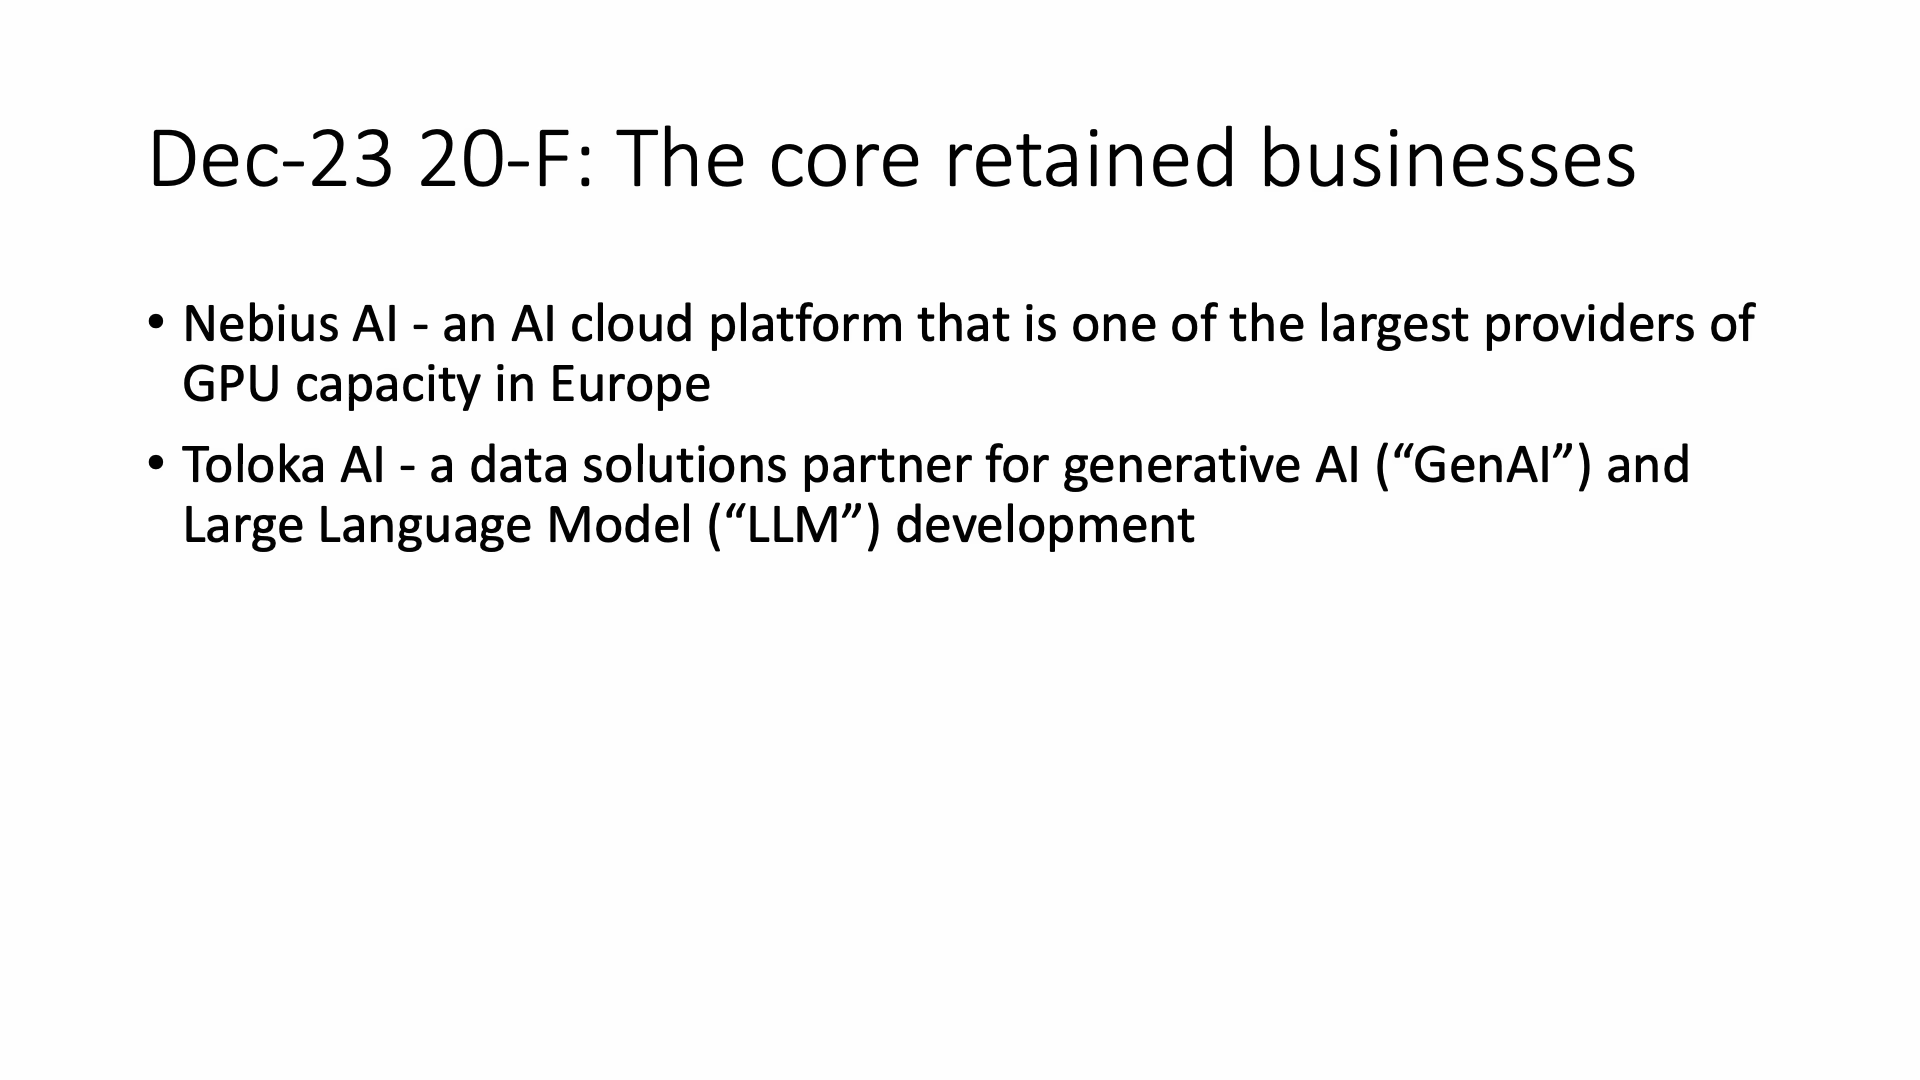 Dec-23 20-F: The core retained businesses
• Nebius AI - an AI cloud platform that is one of the largest providers of
GPU capacity in Europe
• Toloka AI - a data solutions partner for generative AI (“GenAI”) and
Large Language Model (“LLM”) development